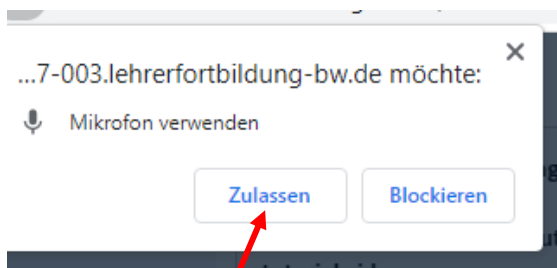 ...7-003.lehrerfortbildung-bw.de möchte:
Mikrofon verwenden
Zulassen Blockieren